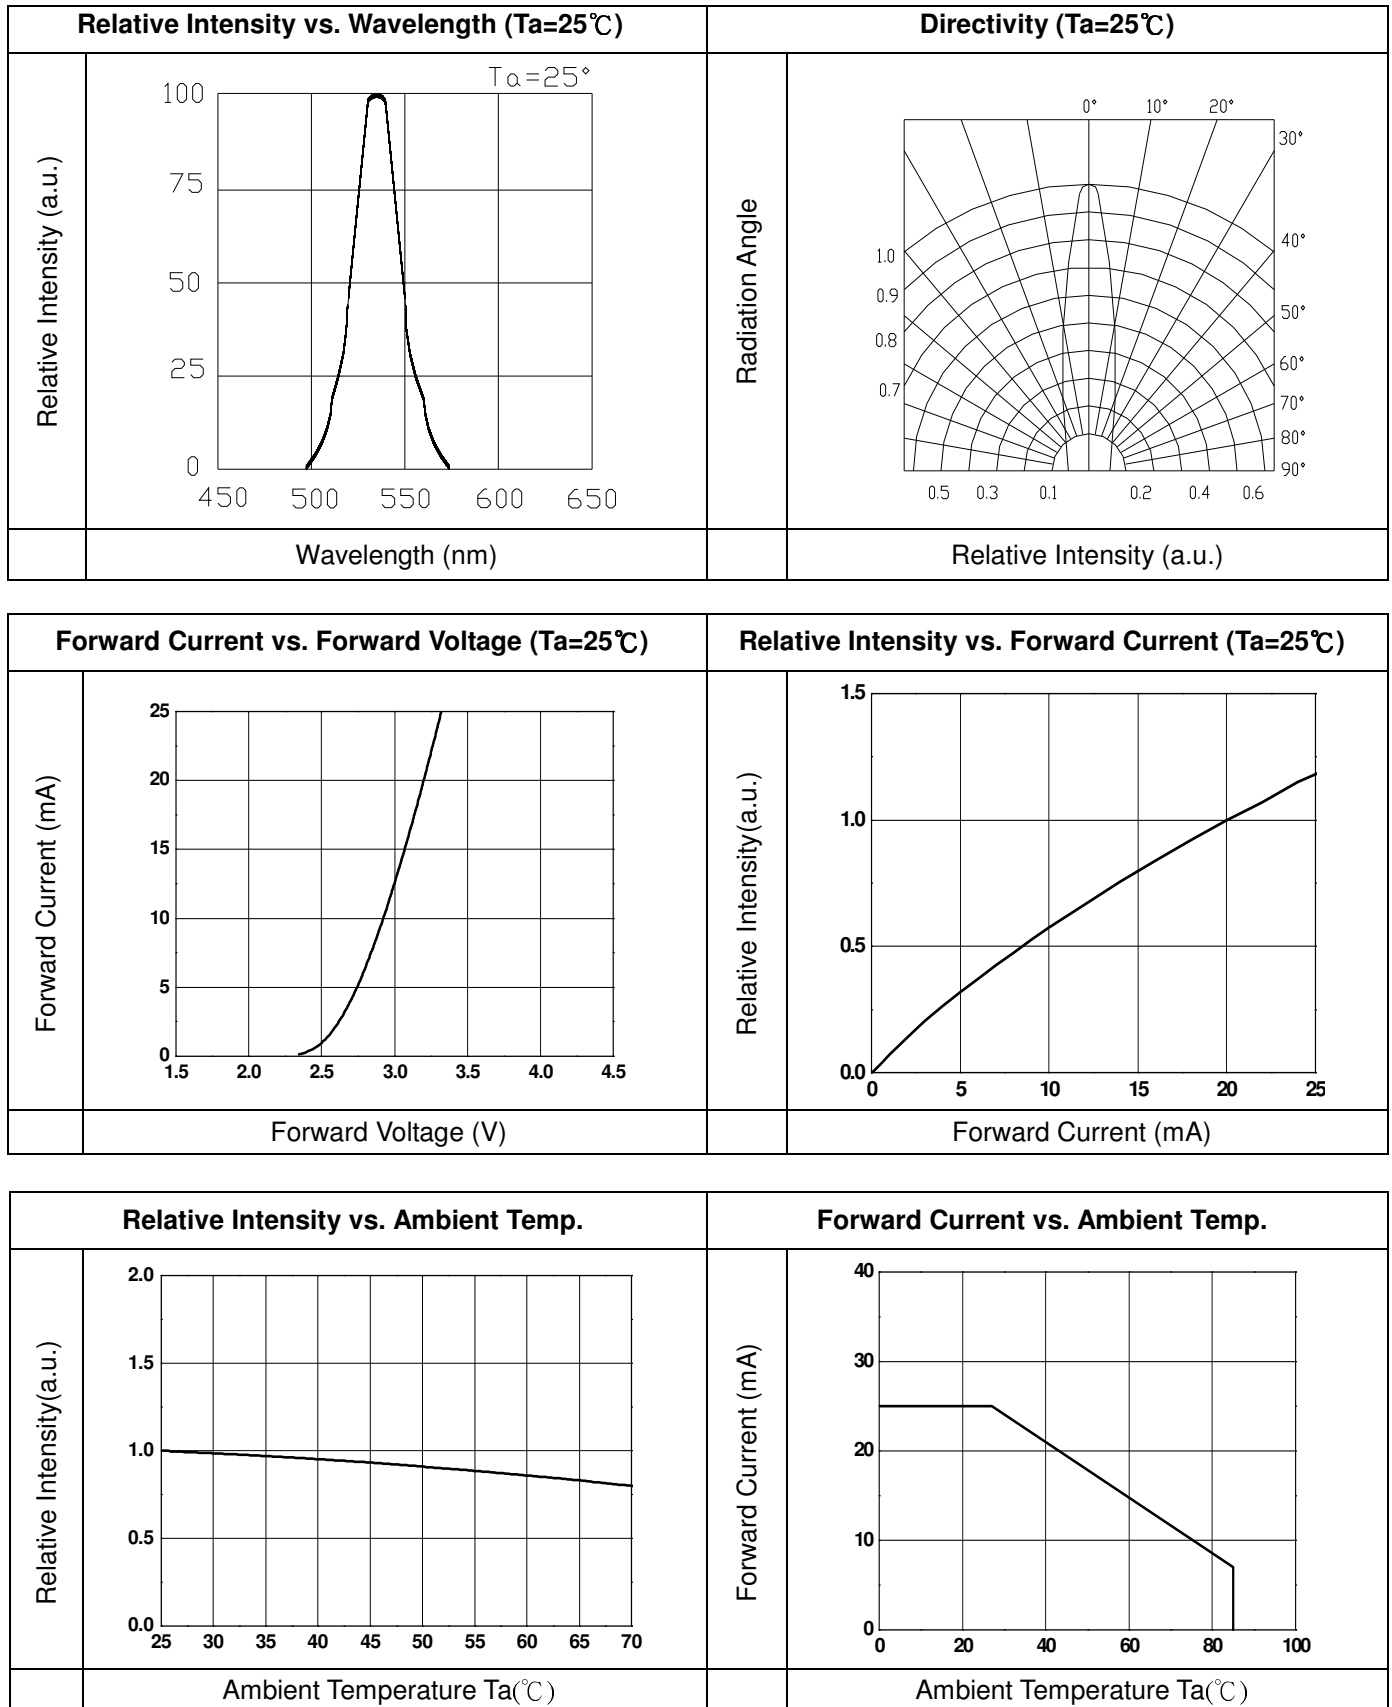 Relative Intensity vs. Wavelength (Ta=25℃)
Directivity (Ta=25℃)
Relative Intensity (a.u.)
Ta=25°
100
75
50
25
0
450 500 550 600 650
Wavelength (nm)
Radiation Angle
0° 10° 20°
30°
40°
50°
60°
70°
80°
90°
1.0
0.9
0.8
0.7
0.5 0.3 0.1 0.2 0.4 0.6
Relative Intensity (a.u.)
Forward Current vs. Forward Voltage (Ta=25℃)
Relative Intensity vs. Forward Current (Ta=25℃)
Forward Current (mA)
25
20
15
10
5
0
1.5 2.0 2.5 3.0 3.5 4.0 4.5
Forward Voltage (V)
Relative Intensity(a.u.)
1.5
1.0
0.5
0.0
0 5 10 15 20 25
Forward Current (mA)
Relative Intensity vs. Ambient Temp.
Forward Current vs. Ambient Temp.
Relative Intensity(a.u.)
2.0
1.5
1.0
0.5
0.0
25 30 35 40 45 50 55 60 65 70
Ambient Temperature Ta(℃)
Forward Current (mA)
40
30
20
10
0
0 20 40 60 80 100
Ambient Temperature Ta(℃)